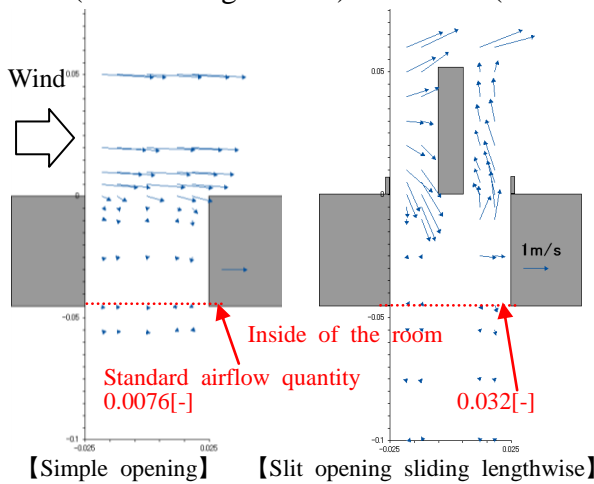 Wind
0.05
0
-0.05
-0.1
-0.025
0.025
0.05
0
-0.05
-0.1
-0.025
0.025
1m/s
Inside of the room
Standard airflow quantity
0.0076[-]
0.032[-]
【Simple opening】
【Slit opening sliding lengthwise】